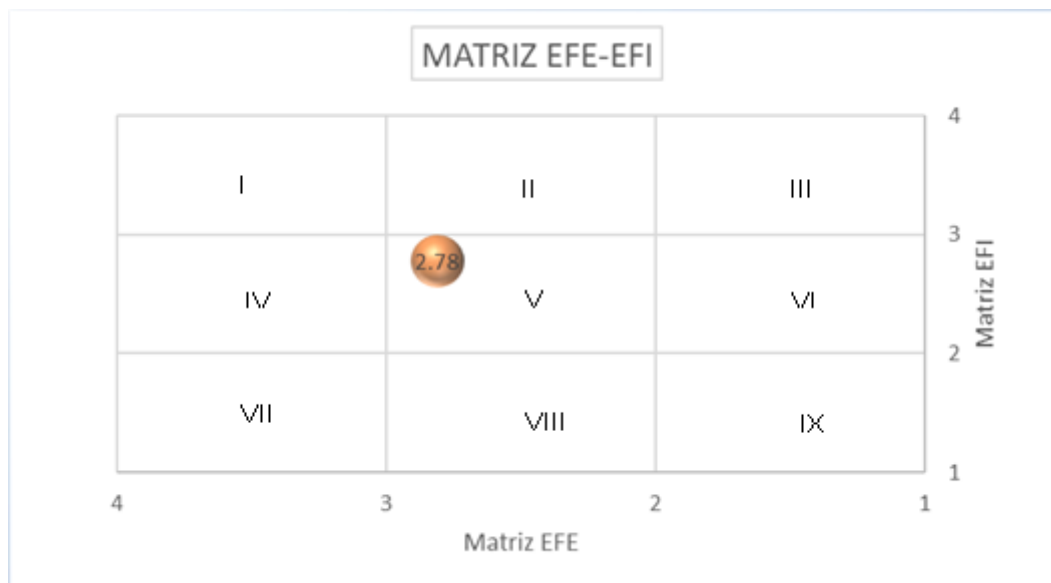 MATRIZ EFE-EFI
4
I
II
III
3
2.78
IV
V
VI
Matriz EFI
2
VII
VIII
IX
1
4
3
2
1
Matriz EFE